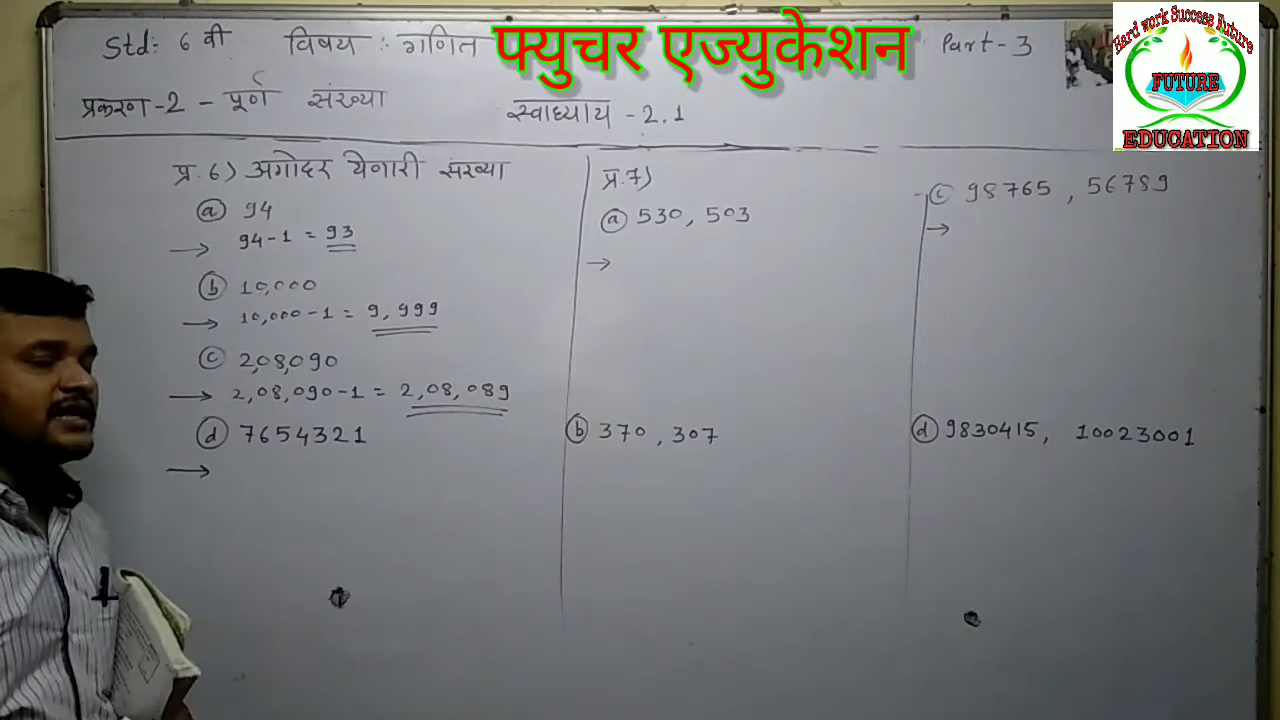 Std: 6 वी विषय : गणित फ्युचर एज्युकेशन Part-3
प्रकरण-2 - पूर्ण संख्या स्वाध्याय - 2.1
Hard work Success Future
FUTURE
EDUCATION
प्र. 6) अगोदर येणारी संख्या
(a) 94
→ 94-1 = 93
(b) 10,000
→ 10,000-1 = 9,999
(c) 2,08,090
→ 2,08,090-1 = 2,08,089
(d) 7654321
→
प्र. 7)
(a) 530, 503
→
(b) 370, 307
(c) 98765, 56789
→
(d) 9830415, 10023001